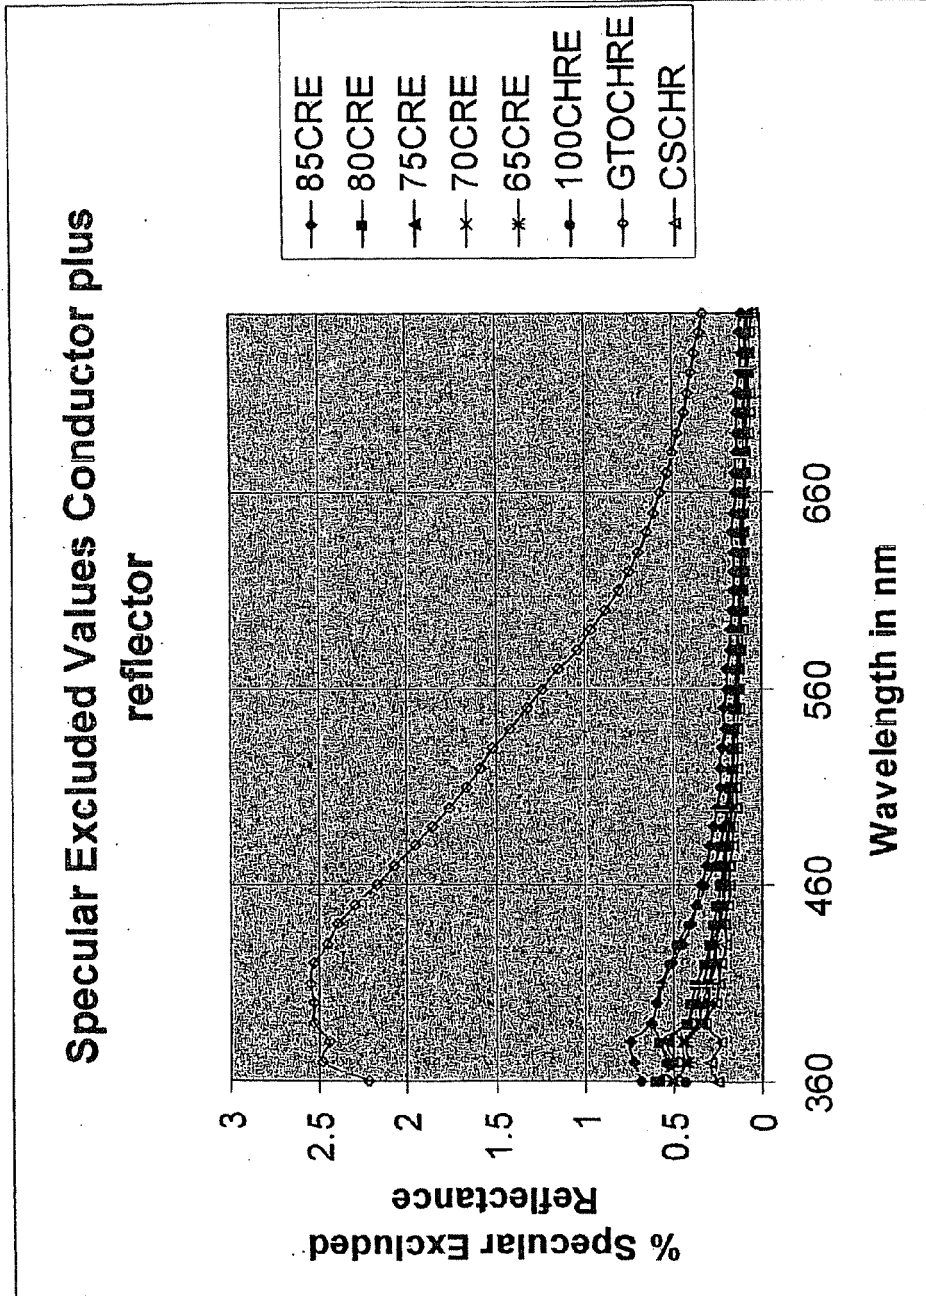 Specular Excluded Values Conductor plus
reflector
% Specular Excluded
Reflectance
3
2.5
2
1.5
1
0.5
0
360
460
560
660
Wavelength in nm
85CRE
80CRE
75CRE
70CRE
65CRE
100CHRE
GTOCHRE
CSCHR